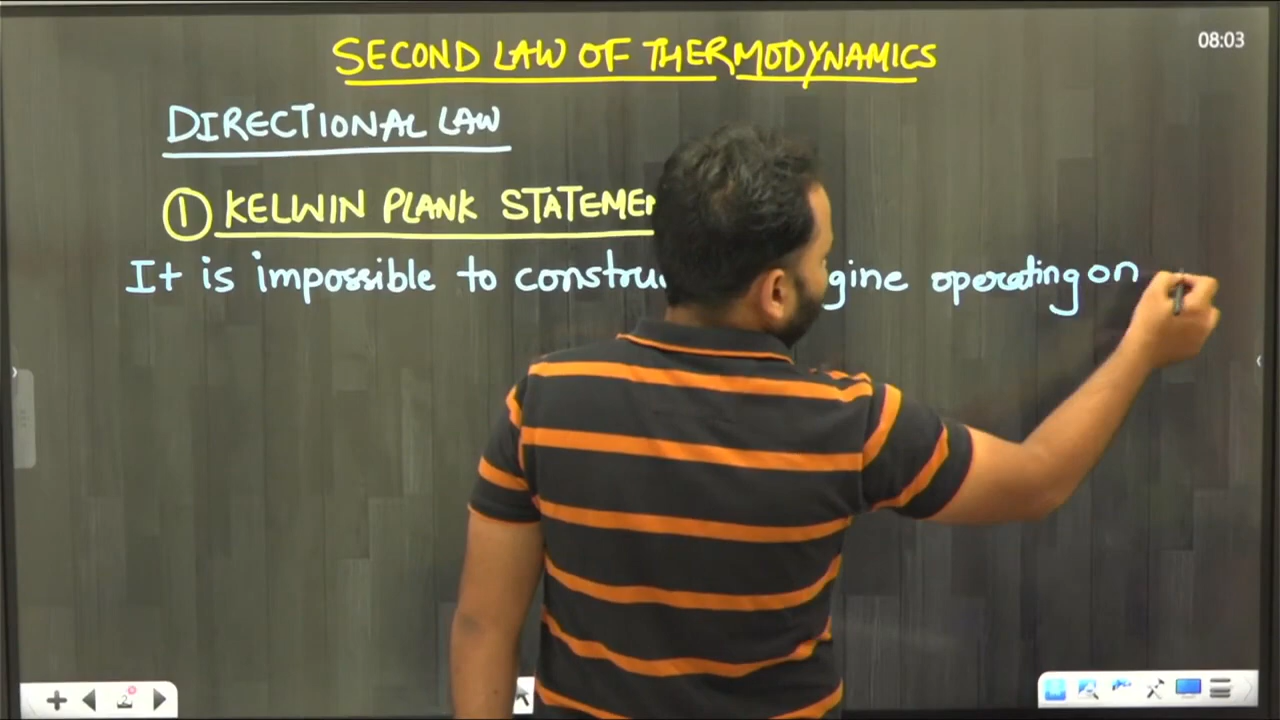 SECOND LAW OF THERMODYNAMICS
08:03
DIRECTIONAL LAW
1 KELWIN PLANK STATEMEN
It is impossible to constru gine operating on